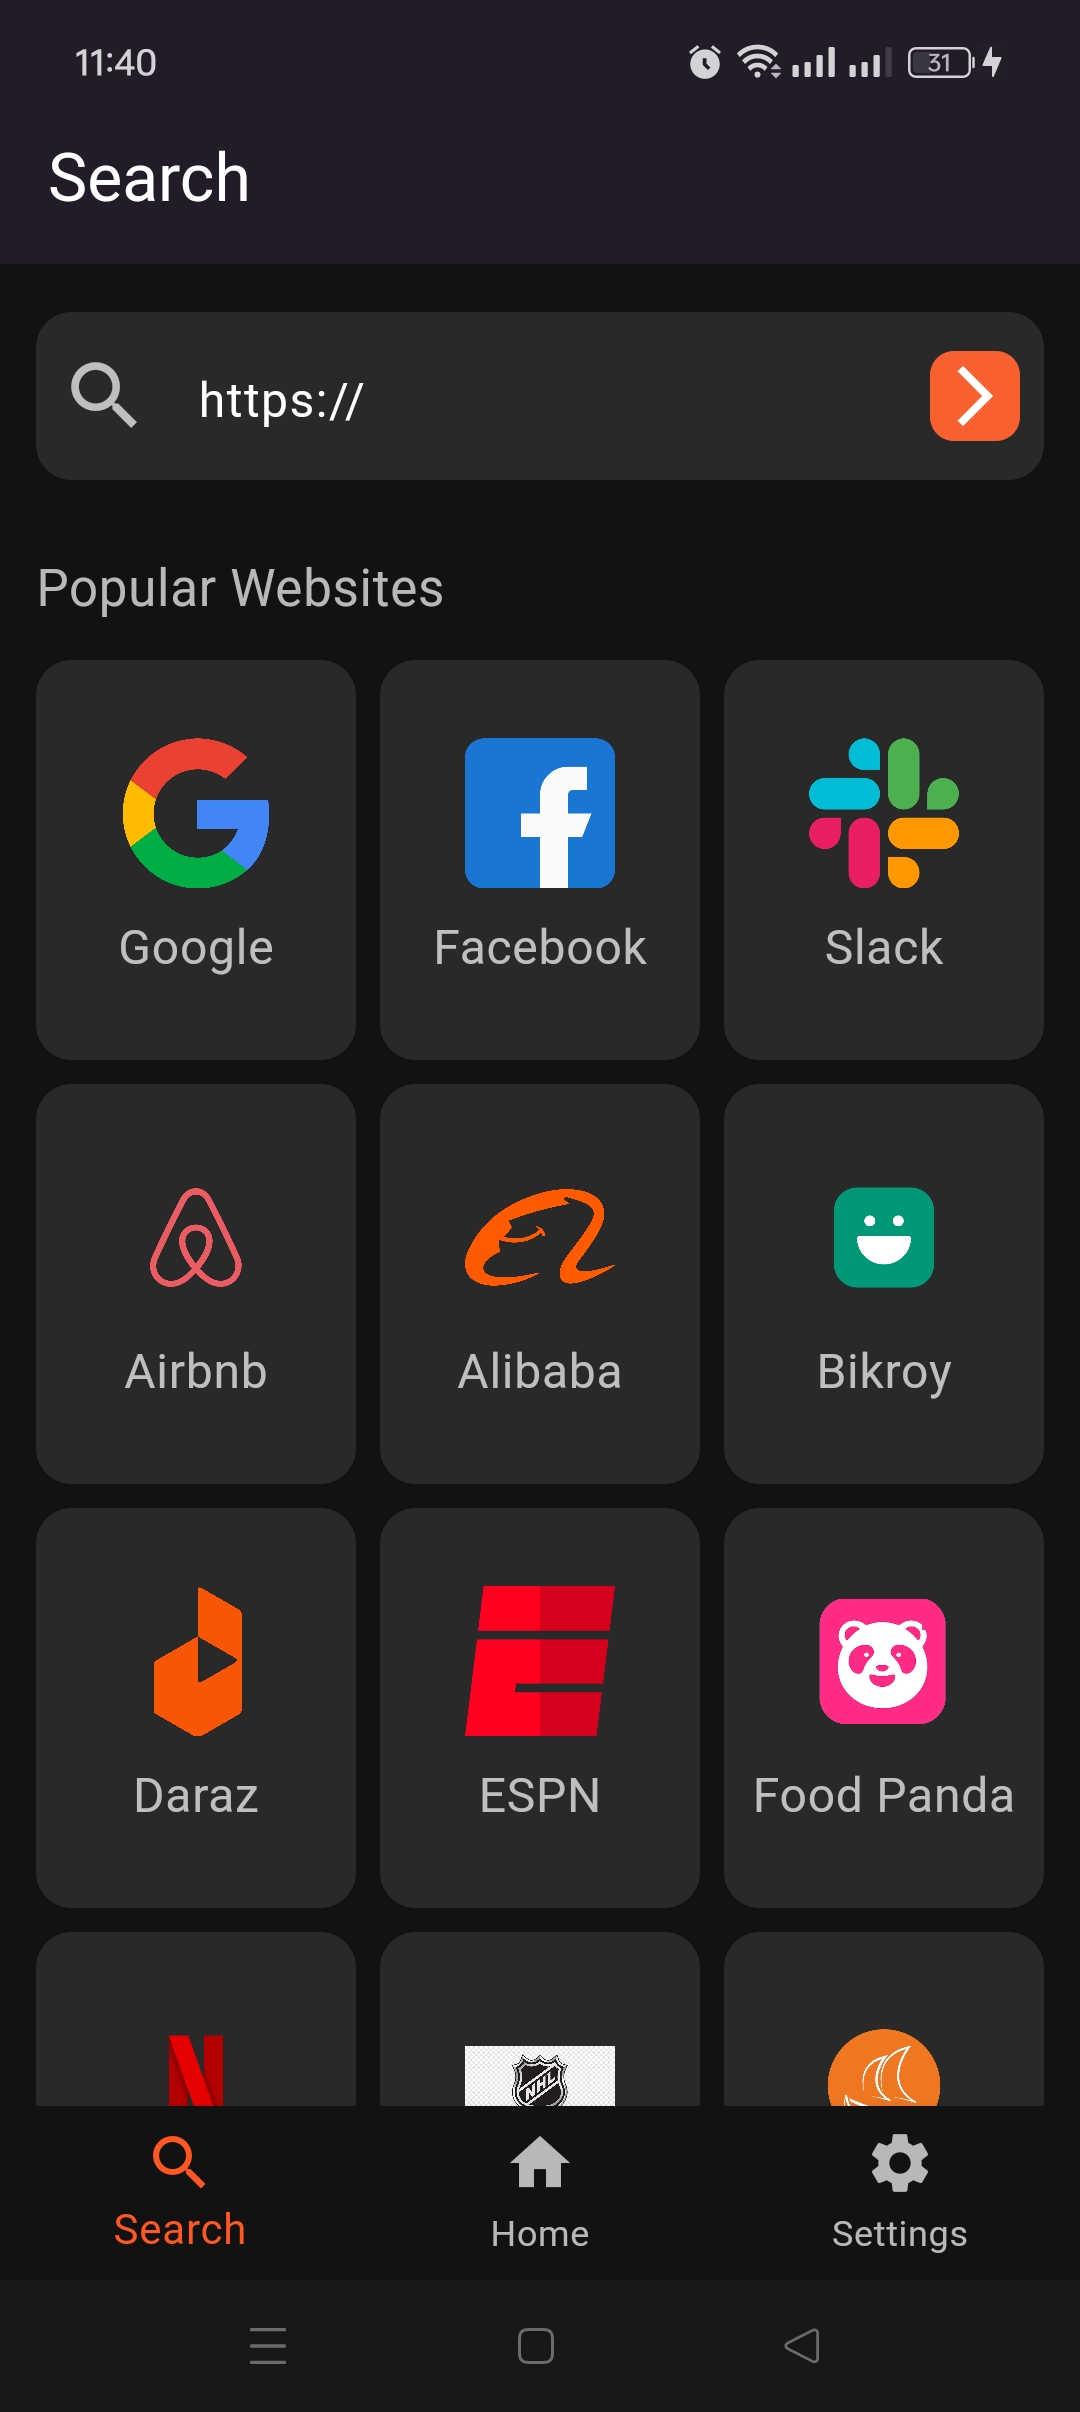 11:40
31
Search
https://
Popular Websites
Google
Facebook
Slack
Airbnb
Alibaba
Bikroy
Daraz
ESPN
Food Panda
NHL
Search
Home
Settings